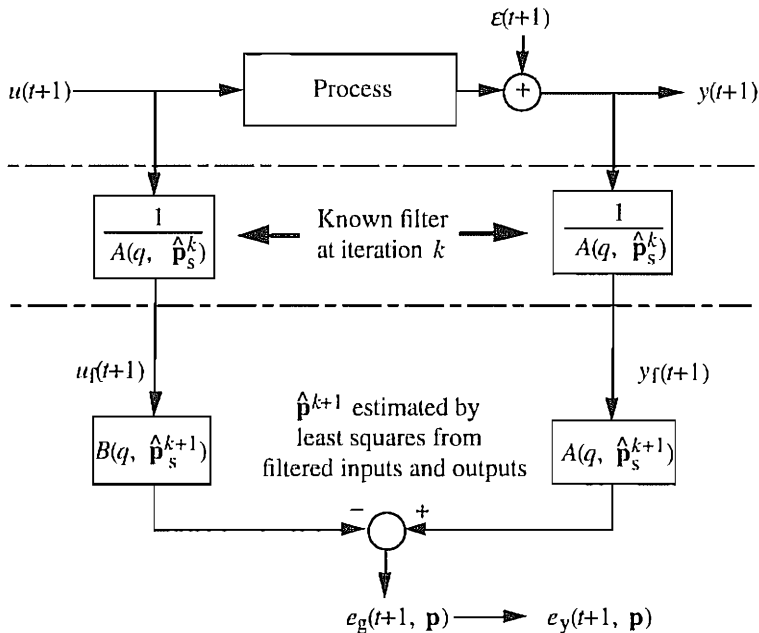 ε(t+1)
u(t+1)
Process
+
y(t+1)
1
A(q, p̂ₛᵏ)
Known filter
at iteration k
1
A(q, p̂ₛᵏ)
u_f(t+1)
y_f(t+1)
p̂ᵏ⁺¹ estimated by
least squares from
filtered inputs and outputs
B(q, p̂ₛᵏ⁺¹)
A(q, p̂ₛᵏ⁺¹)
− +
e_g(t+1, p) e_y(t+1, p)